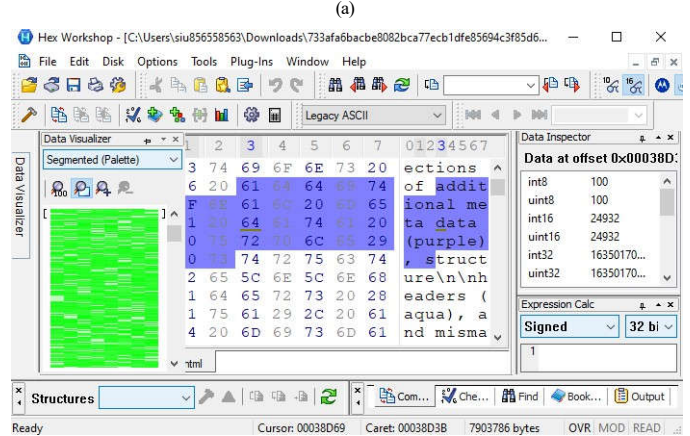 (a)
Hex Workshop - [C:\Users\siu856558563\Downloads\733afa6bacbe8082bca77ecb1dfe85694c3f85d6...
File Edit Disk Options Tools Plug-Ins Window Help
Legacy ASCII
Data Visualizer
Segmented (Palette)
Data Visualizer
1 2 3 4 5 6 7 01234567
3 74 69 6F 6E 73 20 ections
6 20 61 64 64 69 74 of addit
F 6E 61 6C 20 6D 65 ional me
1 20 64 61 74 61 20 ta data
0 75 72 70 6C 65 29 (purple)
0 73 74 72 75 63 74 , struct
2 65 5C 6E 5C 6E 68 ure\n\nh
1 64 65 72 73 20 28 eaders (
1 75 61 29 2C 20 61 aqua), a
4 20 6D 69 73 6D 61 nd misma
html
Data Inspector
Data at offset 0x00038D:
int8 100
uint8 100
int16 24932
uint16 24932
int32 16350170...
uint32 16350170...
Expression Calc
Signed 32 bi
1
Structures
Com... Che... Find Book... Output
Ready Cursor: 00038D69 Caret: 00038D3B 7903786 bytes OVR MOD READ